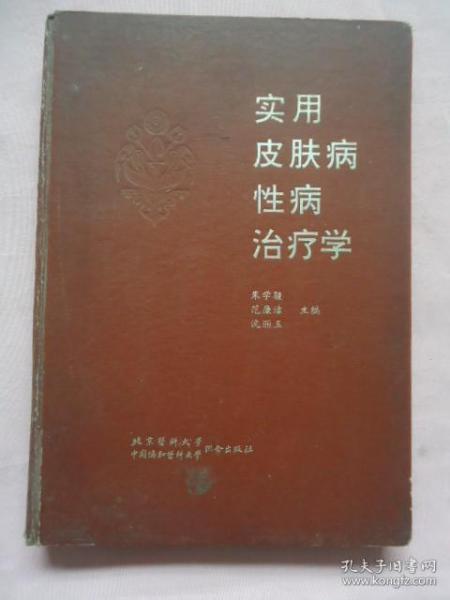 实用
皮肤病
性病
治疗学
朱学骏
范廉洁 主编
沈丽玉
北京医科大学
中国协和医科大学 联合出版社
孔夫子旧书网
www.kongfz.com